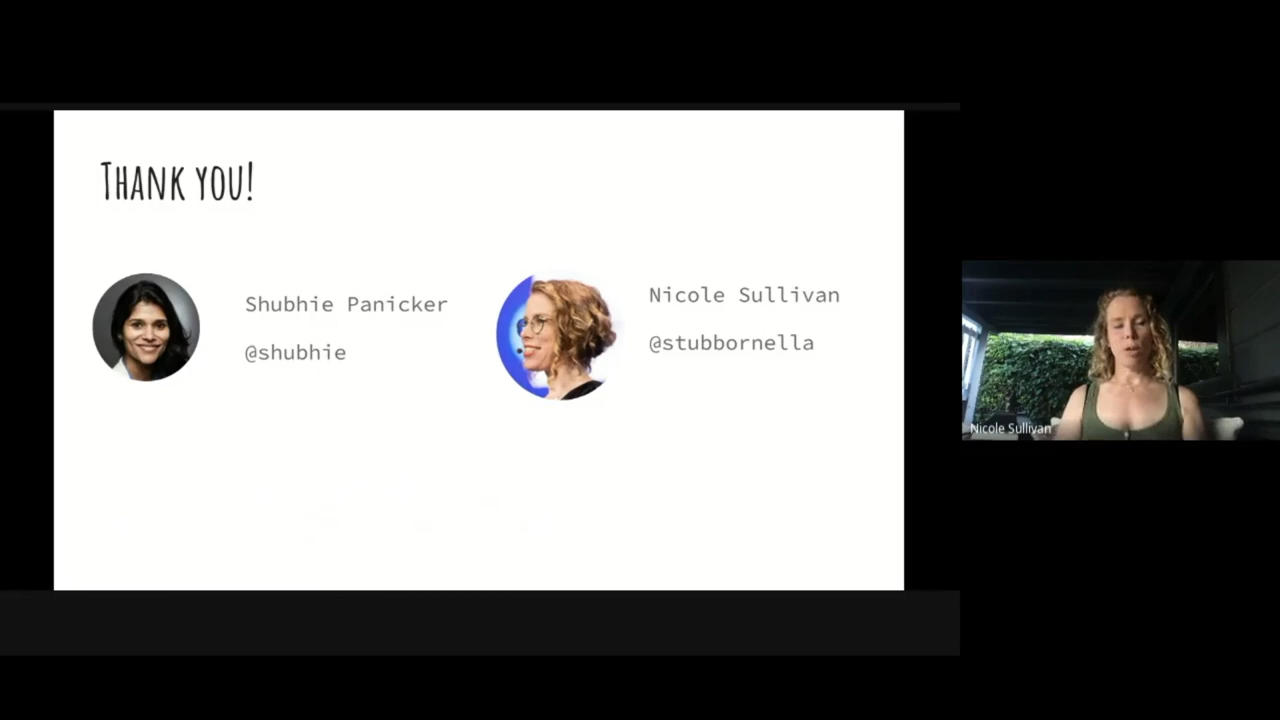 Thank you!
Shubhie Panicker
@shubhie
Nicole Sullivan
@stubbornella
Nicole Sullivan